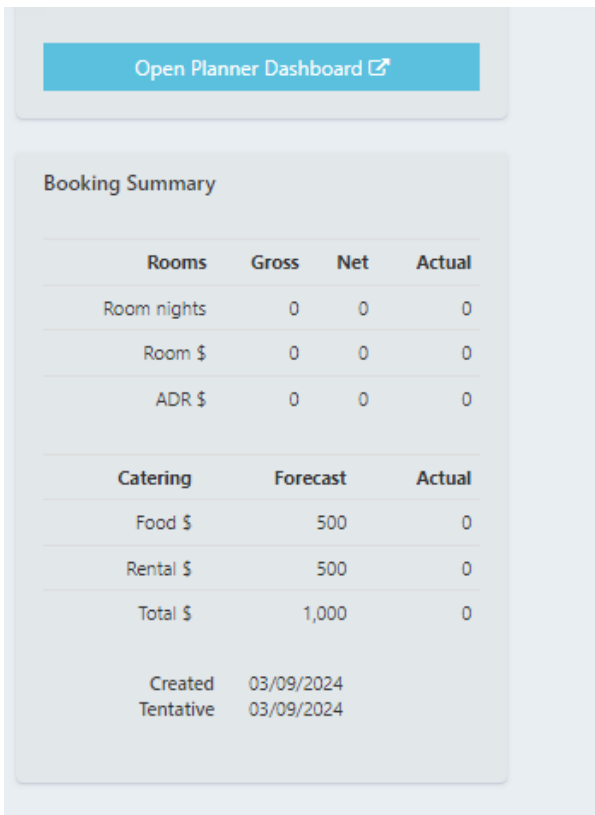 Open Planner Dashboard
Booking Summary
Rooms Gross Net Actual
Room nights 0 0 0
Room $ 0 0 0
ADR $ 0 0 0
Catering Forecast Actual
Food $ 500 0
Rental $ 500 0
Total $ 1,000 0
Created 03/09/2024
Tentative 03/09/2024